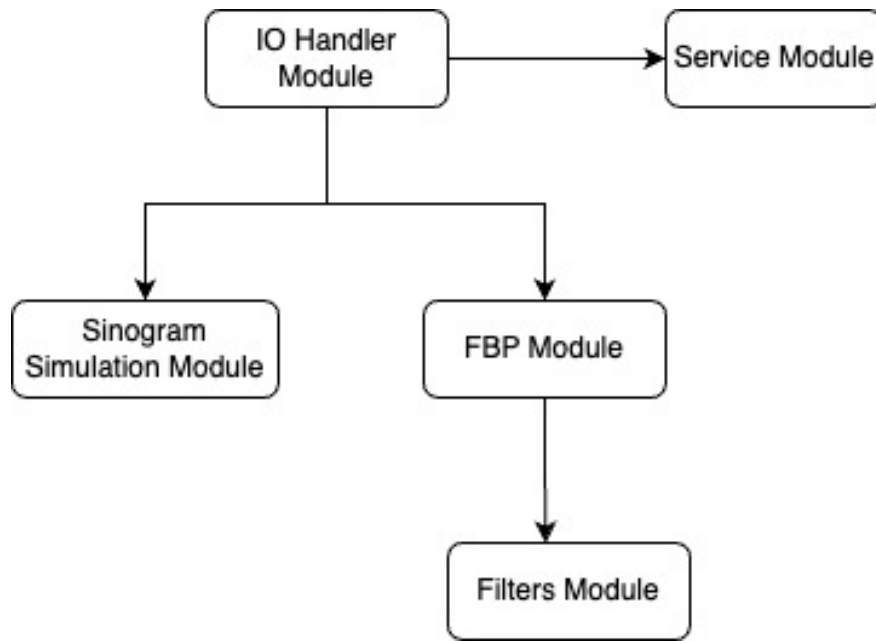 IO Handler
Module
Service Module
Sinogram
Simulation Module
FBP Module
Filters Module